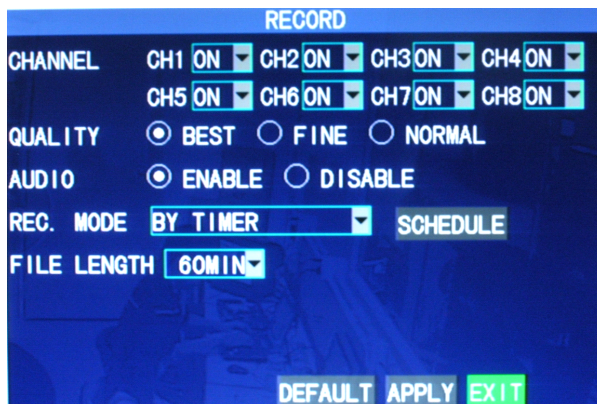 RECORD
CHANNEL CH1 ON CH2 ON CH3 ON CH4 ON
CH5 ON CH6 ON CH7 ON CH8 ON
QUALITY BEST FINE NORMAL
AUDIO ENABLE DISABLE
REC. MODE BY TIMER SCHEDULE
FILE LENGTH 60MIN
DEFAULT APPLY EXIT